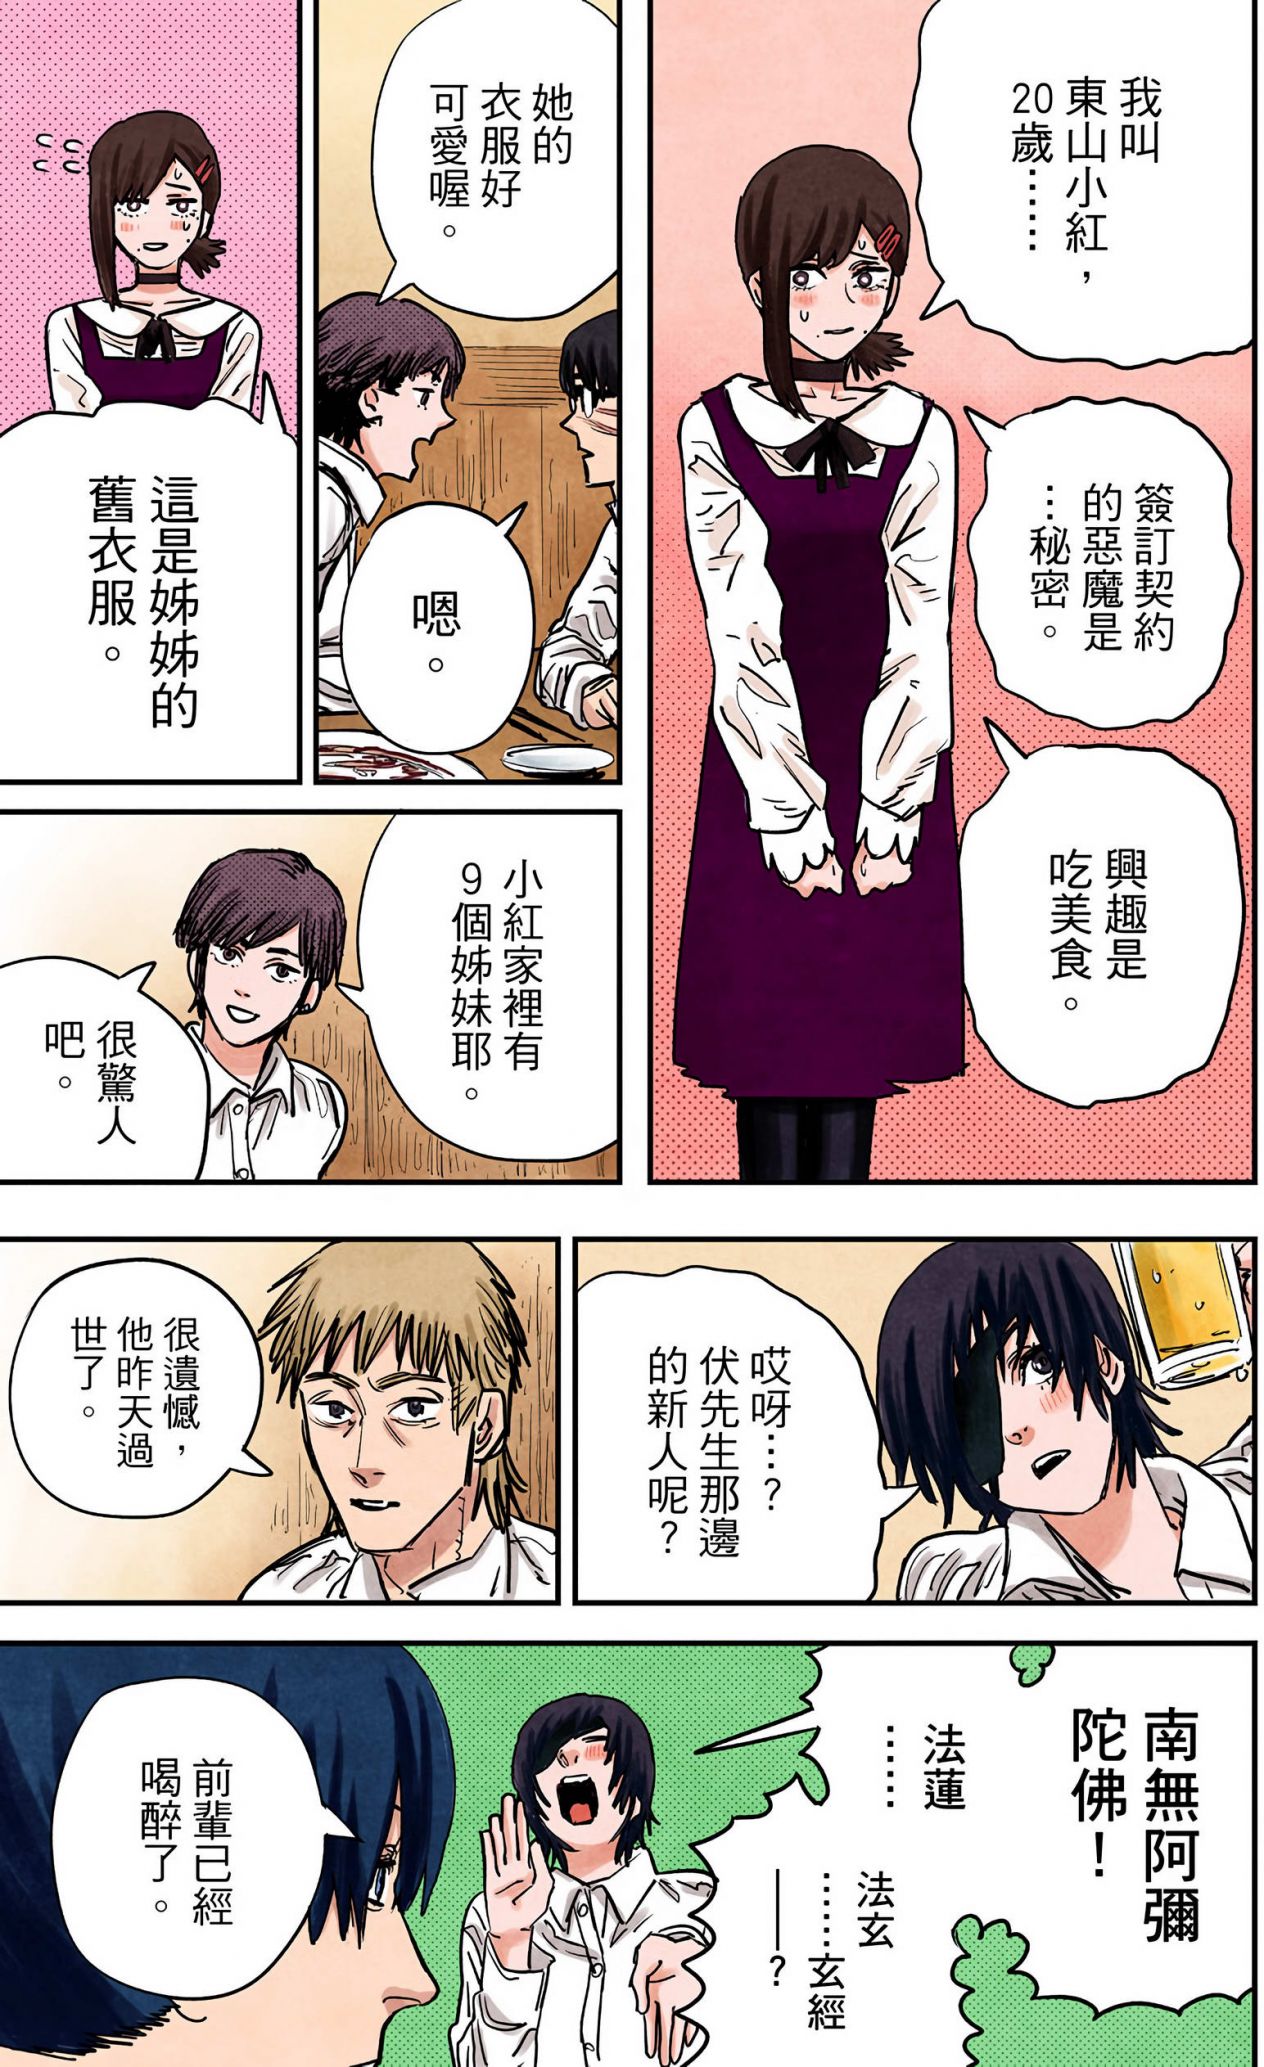 我叫
東山小紅，
20歲……
簽訂契約
的惡魔是
…秘密。
興趣是
吃美食。
她的
衣服好
可愛喔。
嗯。
這是姊姊的
舊衣服。
小紅家裡有
9個姊妹耶。
很驚人
吧。
哎呀…？
伏先生那邊
的新人呢？
很遺憾，
他昨天過
世了。
南無阿彌
陀佛！
法蓮
……
法玄
……玄經
——？
前輩已經
喝醉了。